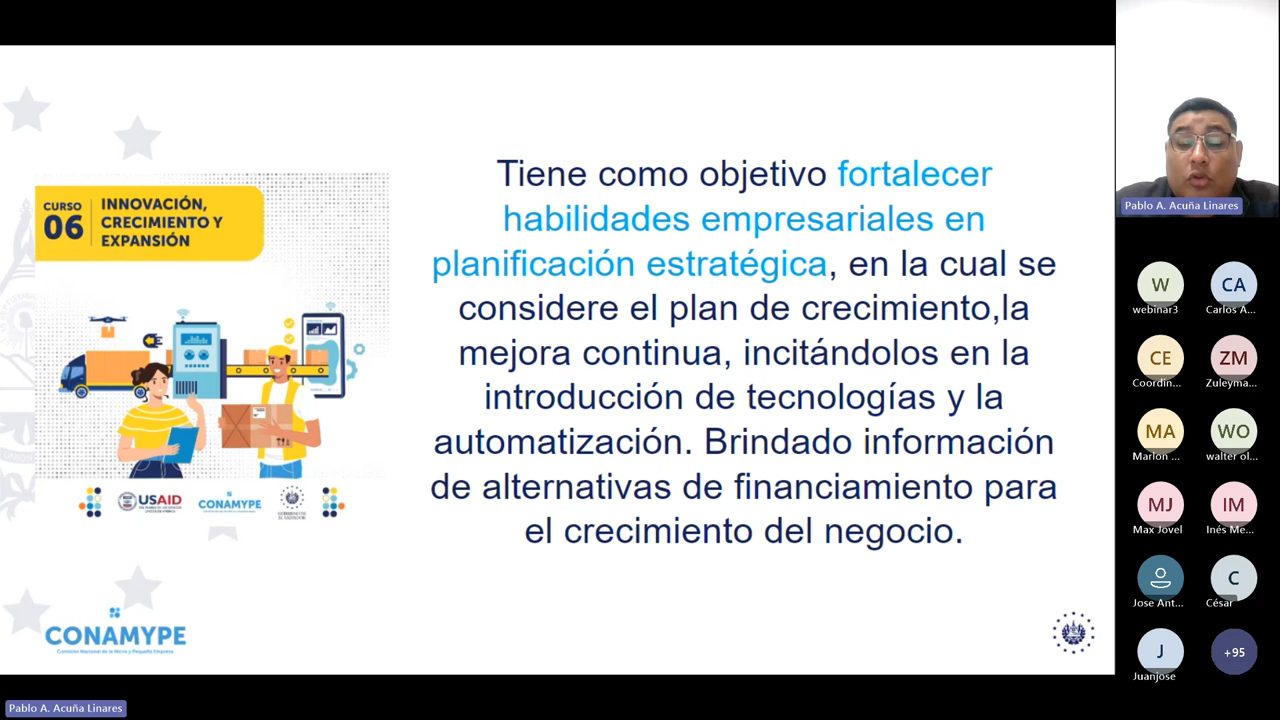 CURSO
06
INNOVACIÓN,
CRECIMIENTO Y
EXPANSIÓN
USAID
CONAMYPE
Tiene como objetivo fortalecer
habilidades empresariales en
planificación estratégica, en la cual se
considere el plan de crecimiento,la
mejora continua, incitándolos en la
introducción de tecnologías y la
automatización. Brindado información
de alternativas de financiamiento para
el crecimiento del negocio.
CONAMYPE
Comisión Nacional de la Micro y Pequeña Empresa
Pablo A. Acuña Linares
W
webinar3
CA
Carlos A...
CE
Coordin...
ZM
Zuleyma...
MA
Marlon ...
WO
walter ol...
MJ
Max Jovel
IM
Inés Me...
Jose Ant...
C
César
J
Juanjose
+95
Pablo A. Acuña Linares